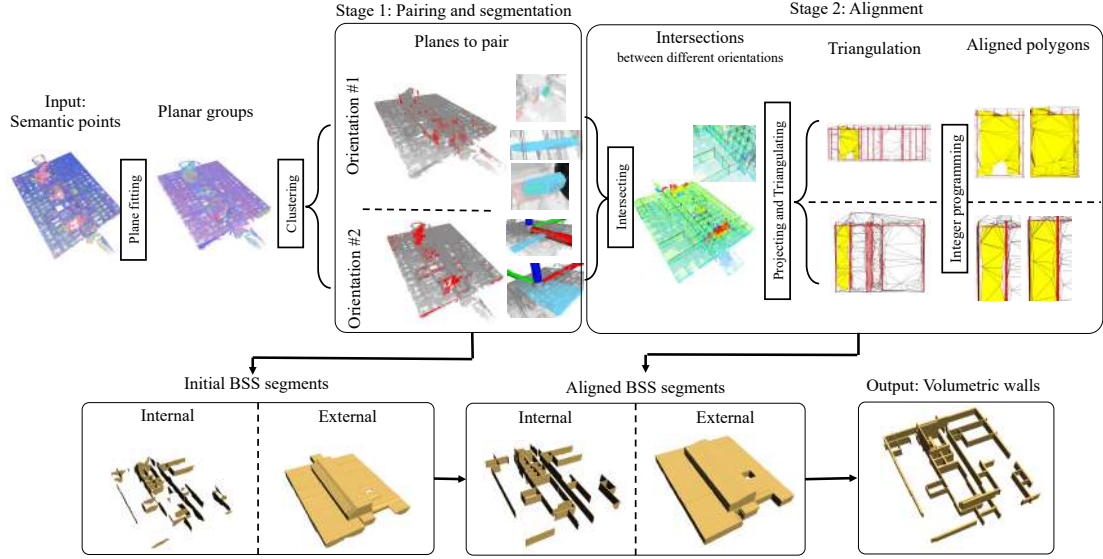 Stage 1: Pairing and segmentation
Stage 2: Alignment
Input:
Semantic points
Planar groups
Planes to pair
Intersections
between different orientations
Triangulation
Aligned polygons
Plane fitting
Clustering
Orientation #1
Orientation #2
Intersecting
Projecting and Triangulating
Integer programming
Initial BSS segments
Internal
External
Aligned BSS segments
Internal
External
Output: Volumetric walls